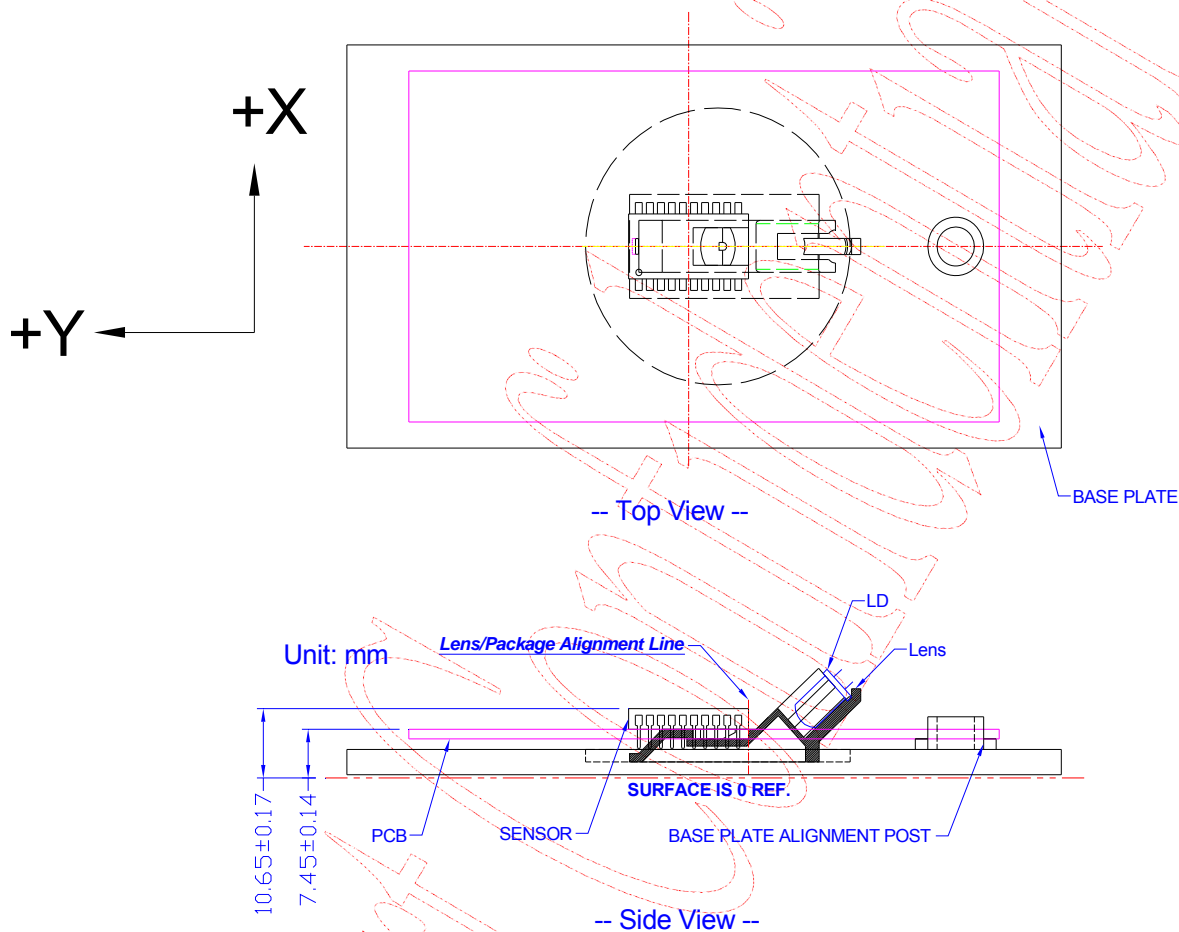 +X
+Y
BASE PLATE
-- Top View --
LD
Unit: mm
Lens/Package Alignment Line
Lens
SURFACE IS 0 REF.
10.65±0.17
7.45±0.14
PCB
SENSOR
BASE PLATE ALIGNMENT POST
-- Side View --